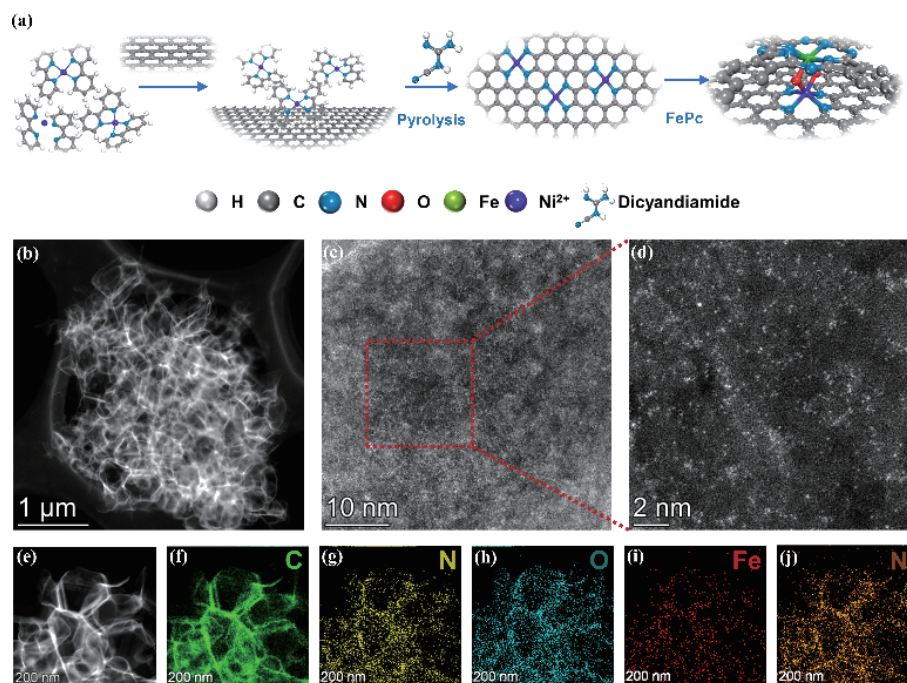 (a)
Pyrolysis
FePc
H C N O Fe Ni²⁺ Dicyandiamide
(b)
1 µm
(c)
10 nm
(d)
2 nm
(e)
200 nm
(f)
C
200 nm
(g)
N
200 nm
(h)
O
200 nm
(i)
Fe
200 nm
(j)
N
200 nm